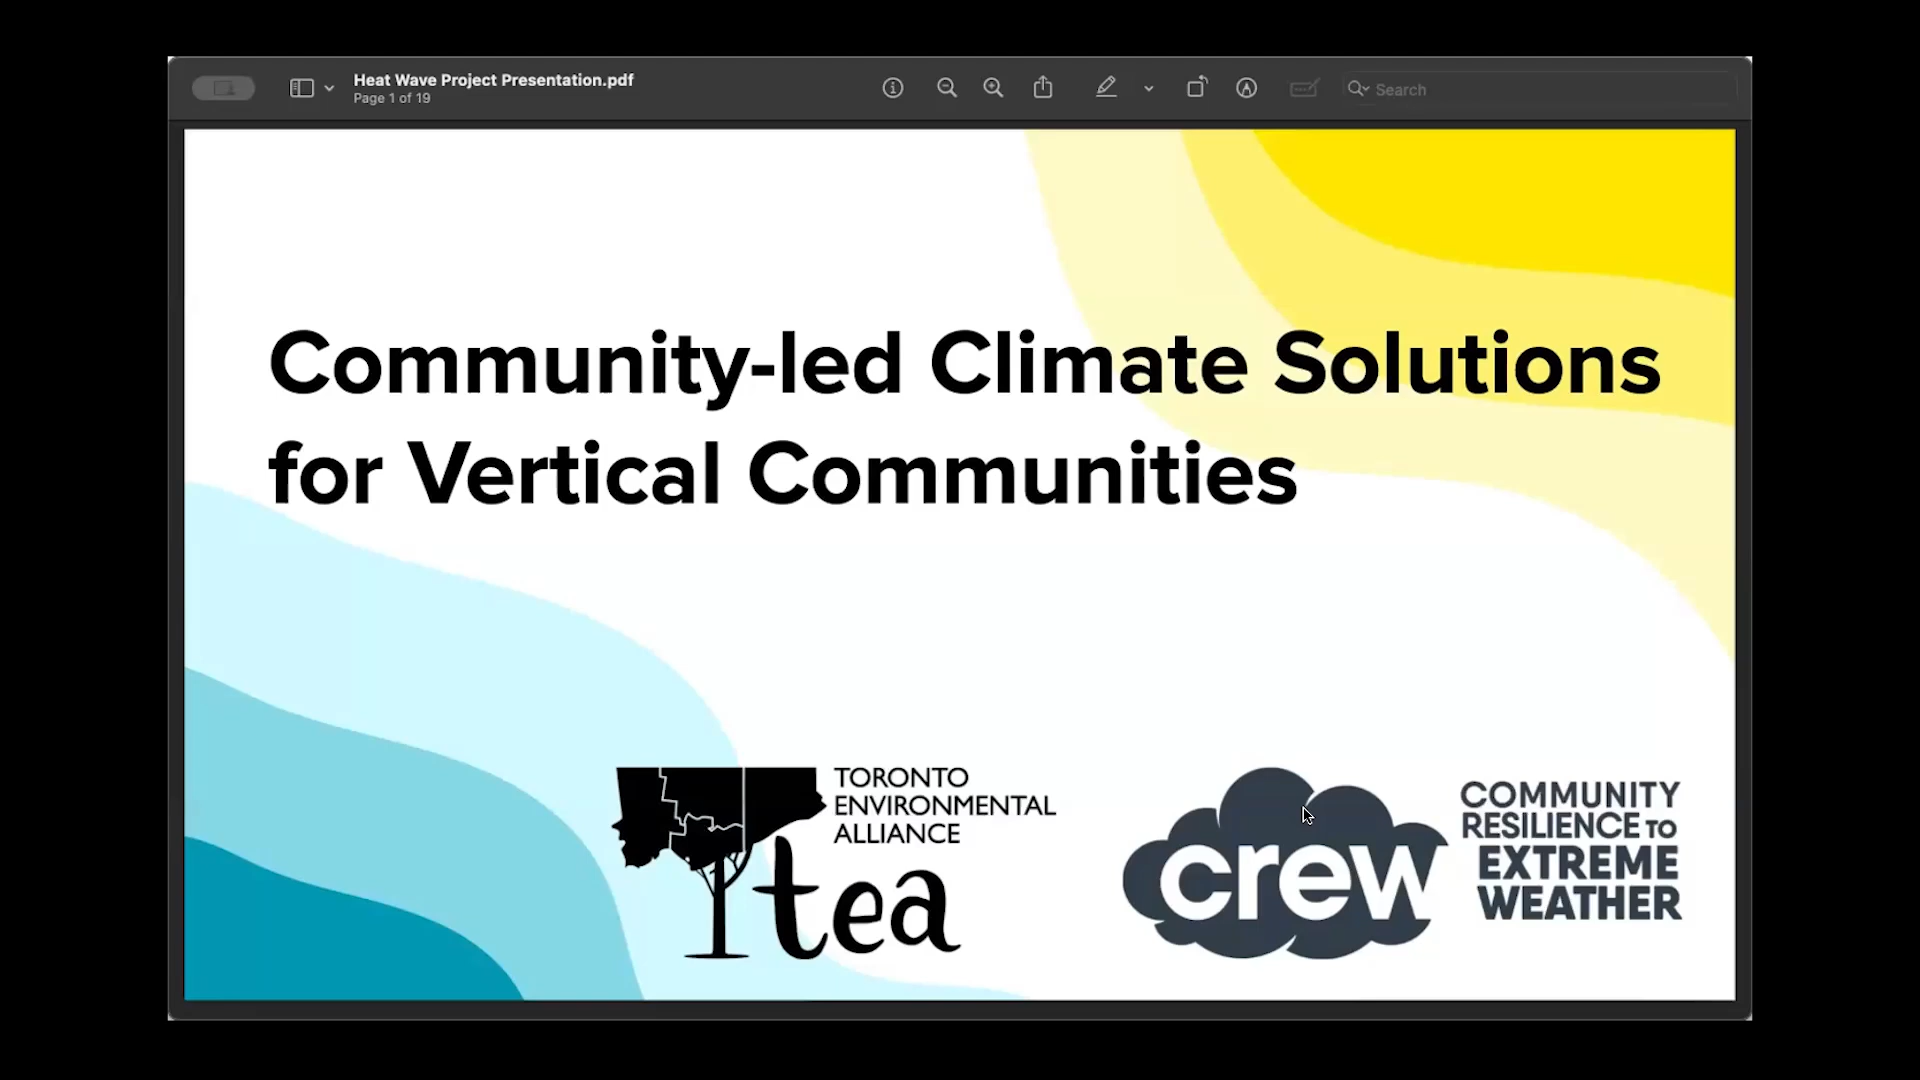 Heat Wave Project Presentation.pdf
Page 1 of 19
Search
Community-led Climate Solutions
for Vertical Communities
TORONTO
ENVIRONMENTAL
ALLIANCE
tea
crew
COMMUNITY
RESILIENCE TO
EXTREME
WEATHER